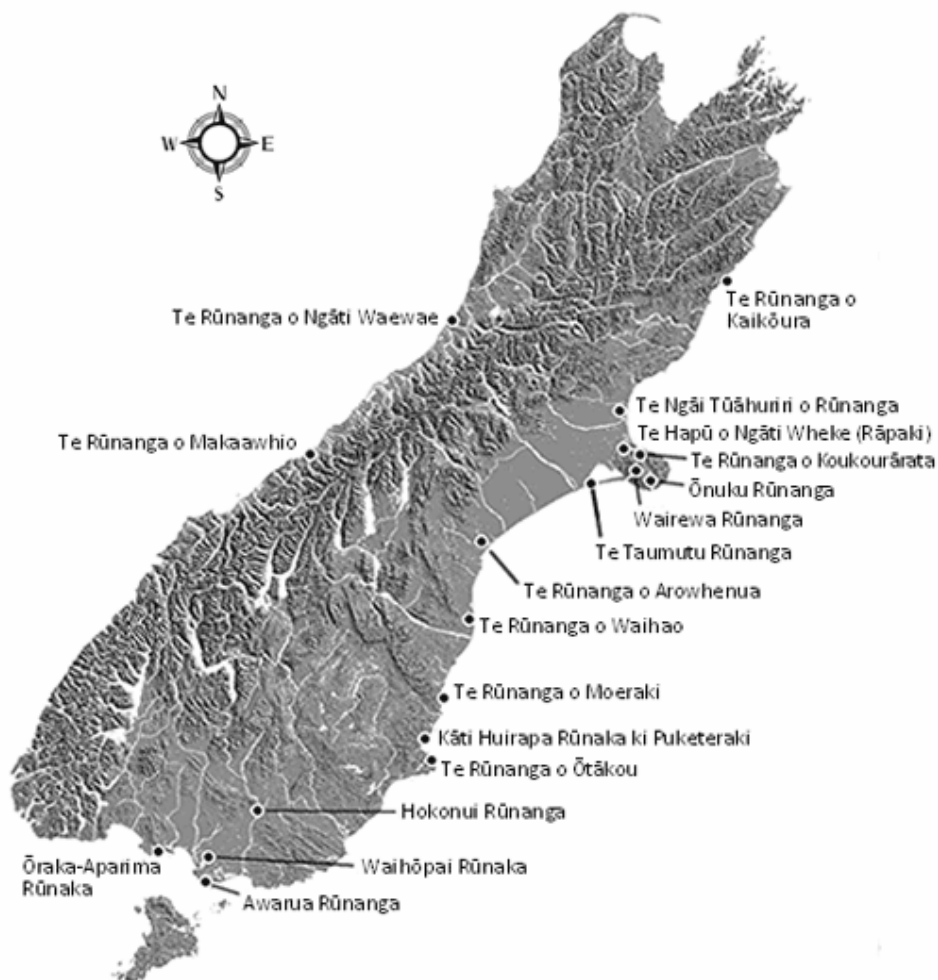 N
W E
S
Te Rūnanga o
Kaikōura
Te Rūnanga o Ngāti Waewae
Te Ngāi Tūāhuriri o Rūnanga
Te Hapū o Ngāti Wheke (Rāpaki)
Te Rūnanga o Makaawhio
Te Rūnanga o Koukourārata
Ōnuku Rūnanga
Wairewa Rūnanga
Te Taumutu Rūnanga
Te Rūnanga o Arowhenua
Te Rūnanga o Waihao
Te Rūnanga o Moeraki
Kāti Huirapa Rūnaka ki Puketeraki
Te Rūnanga o Ōtākou
Hokonui Rūnanga
Ōraka-Aparima
Rūnaka
Waihōpai Rūnaka
Awarua Rūnanga